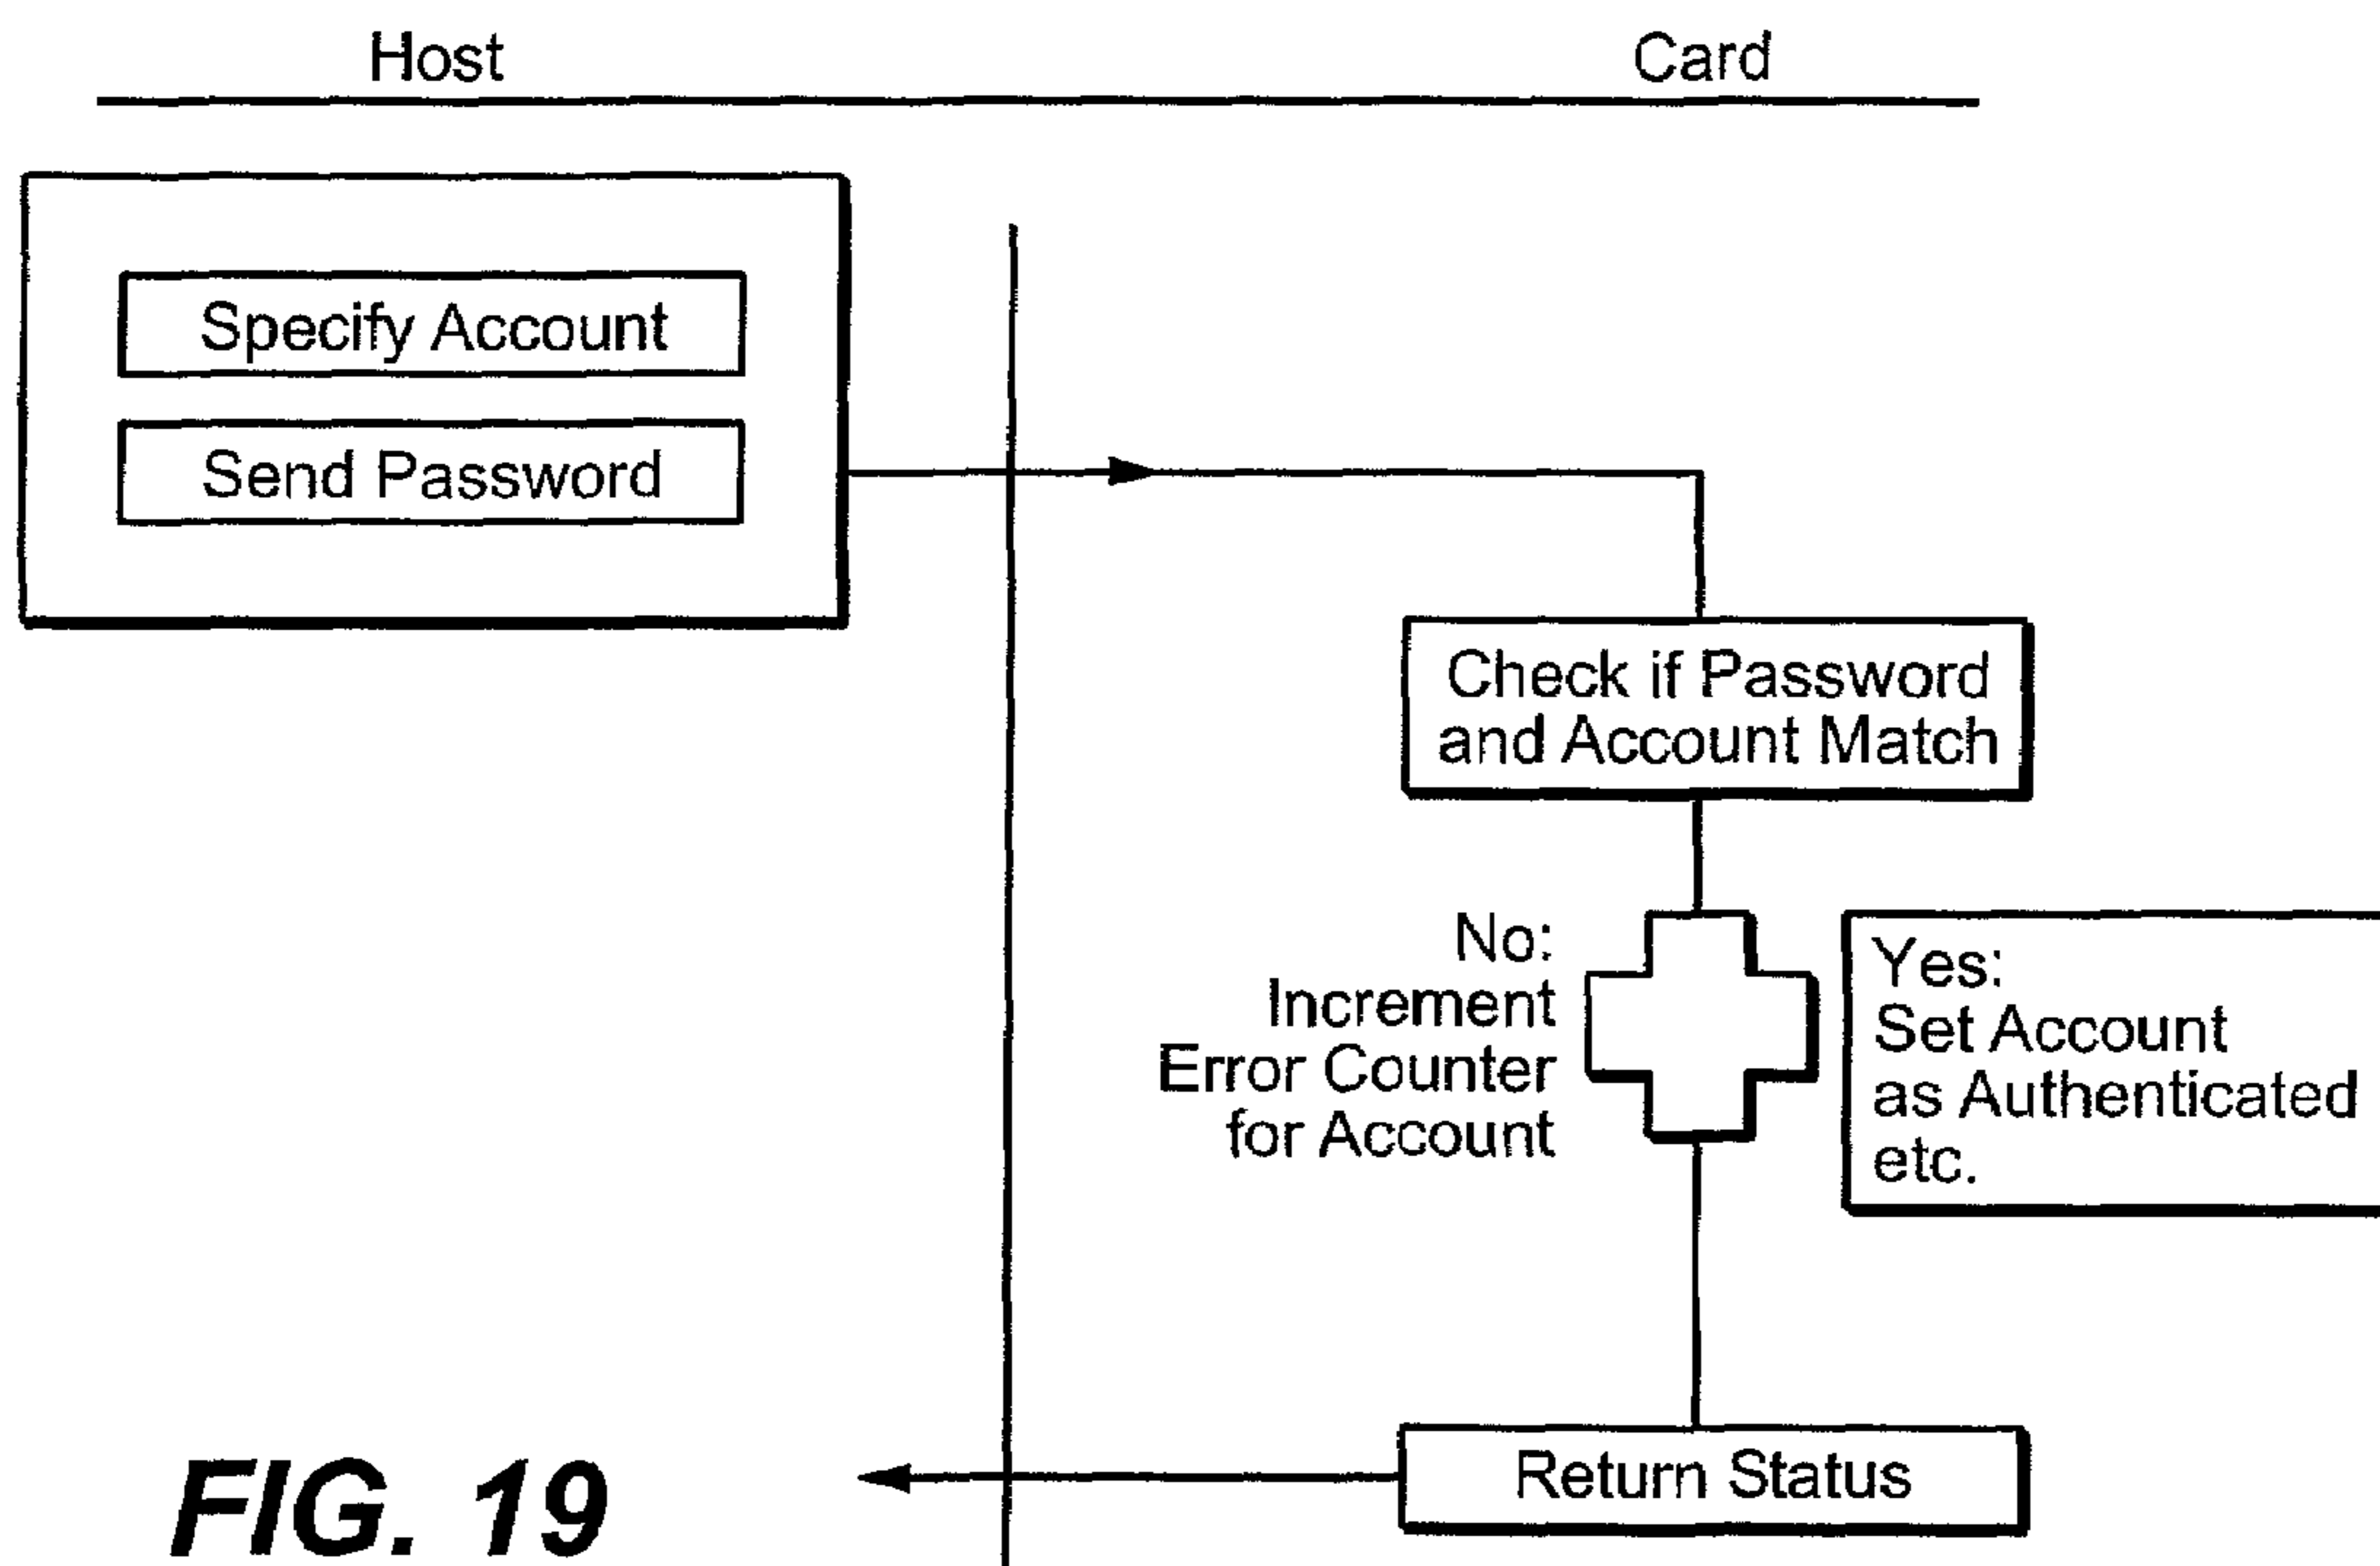 Host
Card
Specify Account
Send Password
Check if Password
and Account Match
No:
Increment
Error Counter
for Account
Yes:
Set Account
as Authenticated
etc.
Return Status
FIG. 19